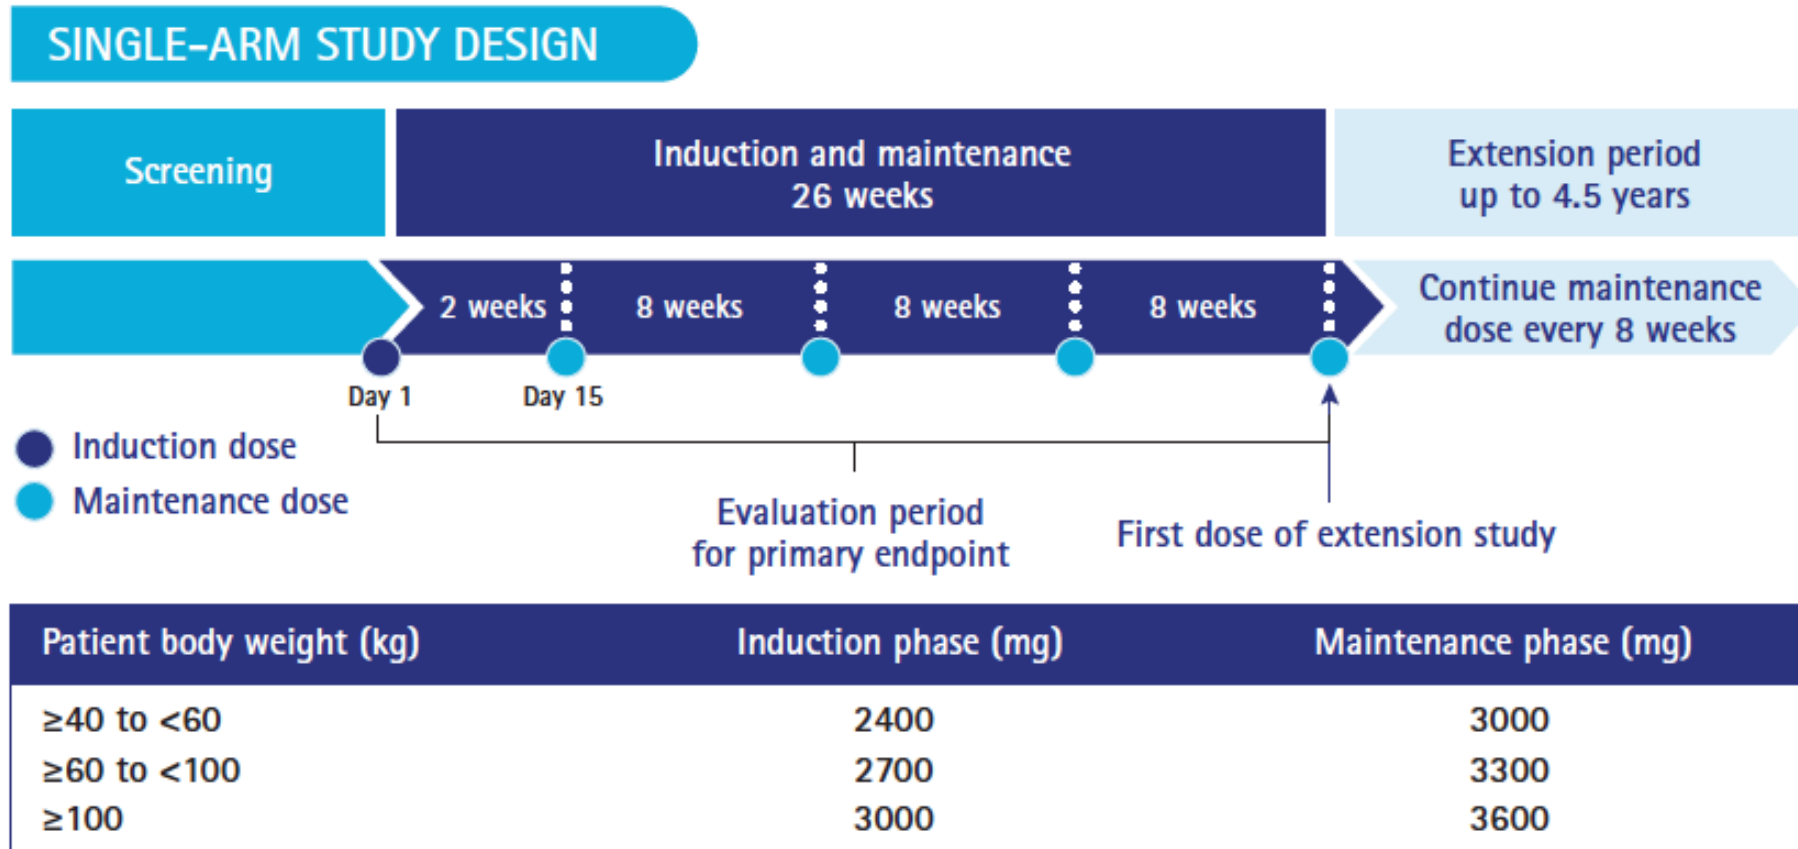 SINGLE-ARM STUDY DESIGN
Screening
Induction and maintenance
26 weeks
Extension period
up to 4.5 years
2 weeks
8 weeks
8 weeks
8 weeks
Continue maintenance
dose every 8 weeks
Day 1
Day 15
Induction dose
Maintenance dose
Evaluation period
for primary endpoint
First dose of extension study
Patient body weight (kg) Induction phase (mg) Maintenance phase (mg)
≥40 to <60 2400 3000
≥60 to <100 2700 3300
≥100 3000 3600